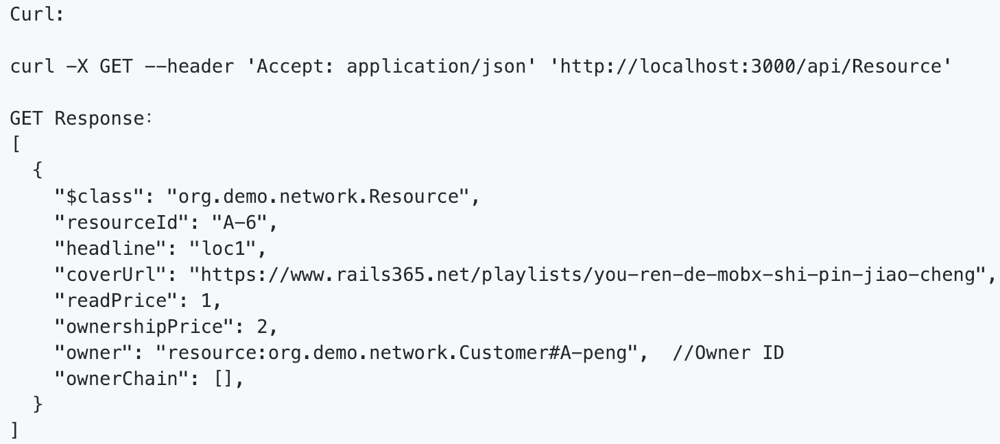 Curl:
curl -X GET --header 'Accept: application/json' 'http://localhost:3000/api/Resource'
GET Response:
[
  {
    "$class": "org.demo.network.Resource",
    "resourceId": "A-6",
    "headline": "loc1",
    "coverUrl": "https://www.rails365.net/playlists/you-ren-de-mobx-shi-pin-jiao-cheng",
    "readPrice": 1,
    "ownershipPrice": 2,
    "owner": "resource:org.demo.network.Customer#A-peng",  //Owner ID
    "ownerChain": [],
  }
]